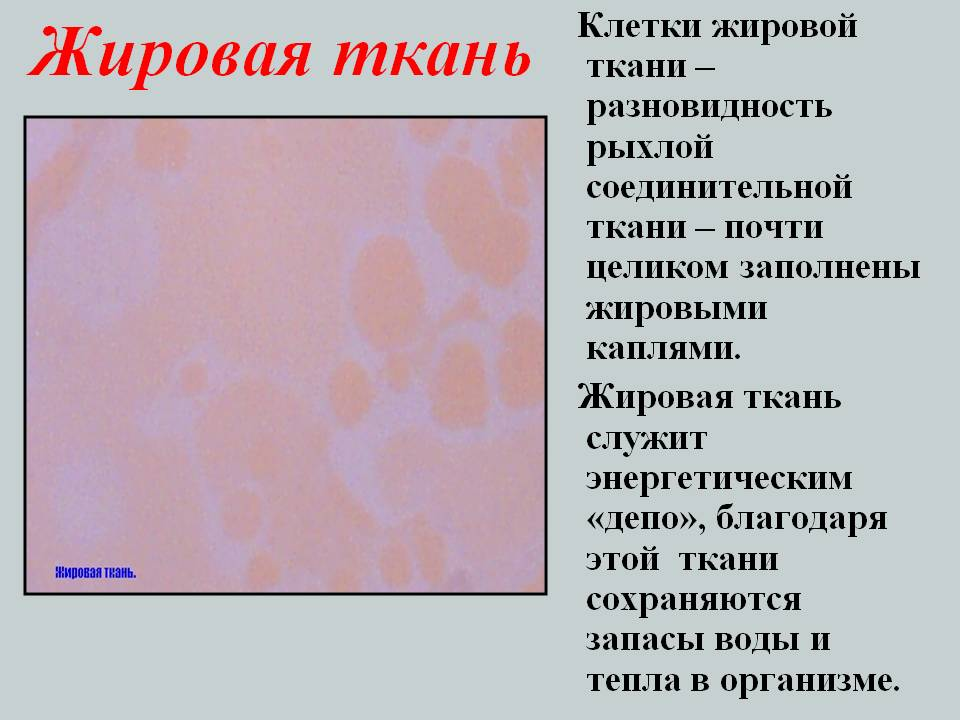 Жировая ткань
Жировая ткань.
Клетки жировой
ткани –
разновидность
рыхлой
соединительной
ткани – почти
целиком заполнены
жировыми
каплями.
Жировая ткань
служит
энергетическим
«депо», благодаря
этой ткани
сохраняются
запасы воды и
тепла в организме.